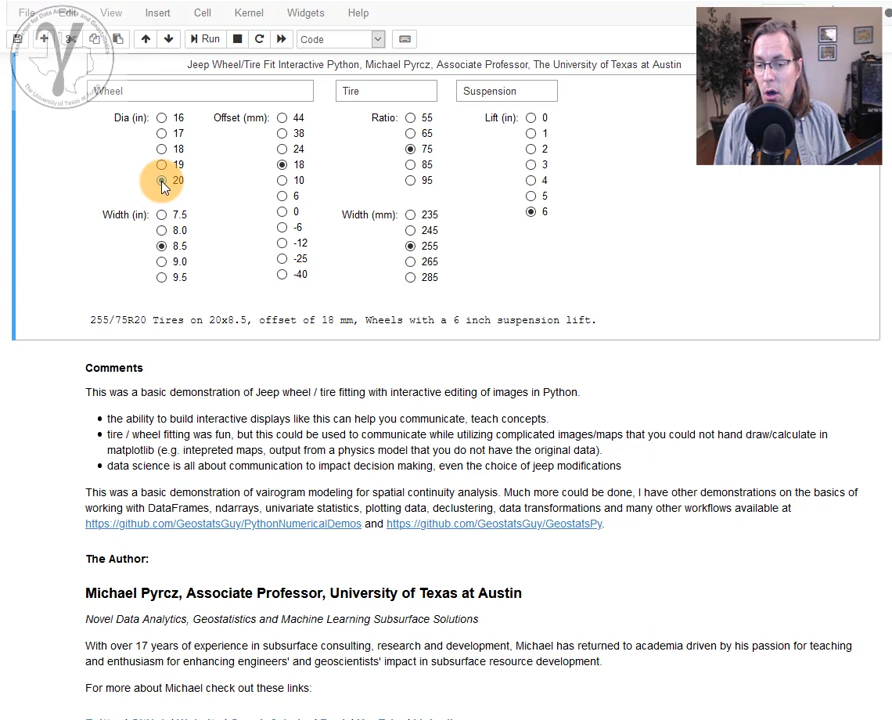 File Edit View Insert Cell Kernel Widgets Help
Run Code
Jeep Wheel/Tire Fit Interactive Python, Michael Pyrcz, Associate Professor, The University of Texas at Austin
Wheel Tire Suspension
Dia (in): 16 Offset (mm): 44 Ratio: 55 Lift (in): 0
17 38 65 1
18 24 75 2
19 18 85 3
20 10 95 4
6 5
Width (in): 7.5 0 Width (mm): 235 6
8.0 -6 245
8.5 -12 255
9.0 -25 265
9.5 -40 285
255/75R20 Tires on 20x8.5, offset of 18 mm, Wheels with a 6 inch suspension lift.
Comments
This was a basic demonstration of Jeep wheel / tire fitting with interactive editing of images in Python.
• the ability to build interactive displays like this can help you communicate, teach concepts.
• tire / wheel fitting was fun, but this could be used to communicate while utilizing complicated images/maps that you could not hand draw/calculate in
matplotlib (e.g. intepreted maps, output from a physics model that you do not have the original data).
• data science is all about communication to impact decision making, even the choice of jeep modifications
This was a basic demonstration of vairogram modeling for spatial continuity analysis. Much more could be done, I have other demonstrations on the basics of
working with DataFrames, ndarrays, univariate statistics, plotting data, declustering, data transformations and many other workflows available at
https://github.com/GeostatsGuy/PythonNumericalDemos and https://github.com/GeostatsGuy/GeostatsPy.
The Author:
Michael Pyrcz, Associate Professor, University of Texas at Austin
Novel Data Analytics, Geostatistics and Machine Learning Subsurface Solutions
With over 17 years of experience in subsurface consulting, research and development, Michael has returned to academia driven by his passion for teaching
and enthusiasm for enhancing engineers' and geoscientists' impact in subsurface resource development.
For more about Michael check out these links: